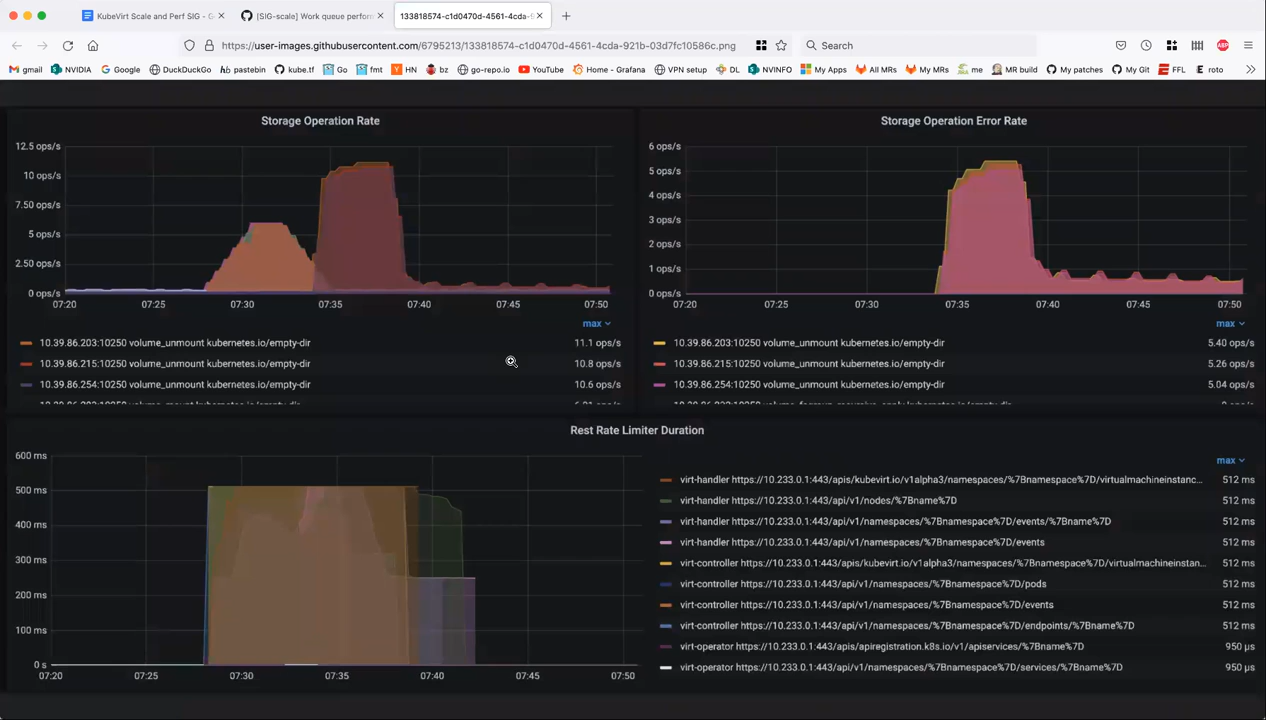 KubeVirt Scale and Perf SIG - G
[SIG-scale] Work queue perform
133818574-c1d0470d-4561-4cda-9
https://user-images.githubusercontent.com/6795213/133818574-c1d0470d-4561-4cda-921b-03d7fc10586c.png
Search
gmail NVIDIA Google DuckDuckGo pastebin kube.tf Go fmt HN bz go-repo.io YouTube Home - Grafana VPN setup DL NVINFO My Apps All MRs My MRs me MR build My patches My Git FFL roto
Storage Operation Rate
12.5 ops/s
10 ops/s
7.50 ops/s
5 ops/s
2.50 ops/s
0 ops/s
07:20 07:25 07:30 07:35 07:40 07:45 07:50
max
10.39.86.203:10250 volume_unmount kubernetes.io/empty-dir 11.1 ops/s
10.39.86.215:10250 volume_unmount kubernetes.io/empty-dir 10.8 ops/s
10.39.86.254:10250 volume_unmount kubernetes.io/empty-dir 10.6 ops/s
Storage Operation Error Rate
6 ops/s
5 ops/s
4 ops/s
3 ops/s
2 ops/s
1 ops/s
0 ops/s
07:20 07:25 07:30 07:35 07:40 07:45 07:50
max
10.39.86.203:10250 volume_unmount kubernetes.io/empty-dir 5.40 ops/s
10.39.86.215:10250 volume_unmount kubernetes.io/empty-dir 5.26 ops/s
10.39.86.254:10250 volume_unmount kubernetes.io/empty-dir 5.04 ops/s
Rest Rate Limiter Duration
600 ms
500 ms
400 ms
300 ms
200 ms
100 ms
0 s
07:20 07:25 07:30 07:35 07:40 07:45 07:50
max
virt-handler https://10.233.0.1:443/apis/kubevirt.io/v1alpha3/namespaces/%7Bnamespace%7D/virtualmachineinstanc... 512 ms
virt-handler https://10.233.0.1:443/api/v1/nodes/%7Bname%7D 512 ms
virt-handler https://10.233.0.1:443/api/v1/namespaces/%7Bnamespace%7D/events/%7Bname%7D 512 ms
virt-handler https://10.233.0.1:443/api/v1/namespaces/%7Bnamespace%7D/events 512 ms
virt-controller https://10.233.0.1:443/apis/kubevirt.io/v1alpha3/namespaces/%7Bnamespace%7D/virtualmachineinstan... 512 ms
virt-controller https://10.233.0.1:443/api/v1/namespaces/%7Bnamespace%7D/pods 512 ms
virt-controller https://10.233.0.1:443/api/v1/namespaces/%7Bnamespace%7D/events 512 ms
virt-controller https://10.233.0.1:443/api/v1/namespaces/%7Bnamespace%7D/endpoints/%7Bname%7D 512 ms
virt-operator https://10.233.0.1:443/apis/apiregistration.k8s.io/v1/apiservices/%7Bname%7D 950 µs
virt-operator https://10.233.0.1:443/api/v1/namespaces/%7Bnamespace%7D/services/%7Bname%7D 950 µs